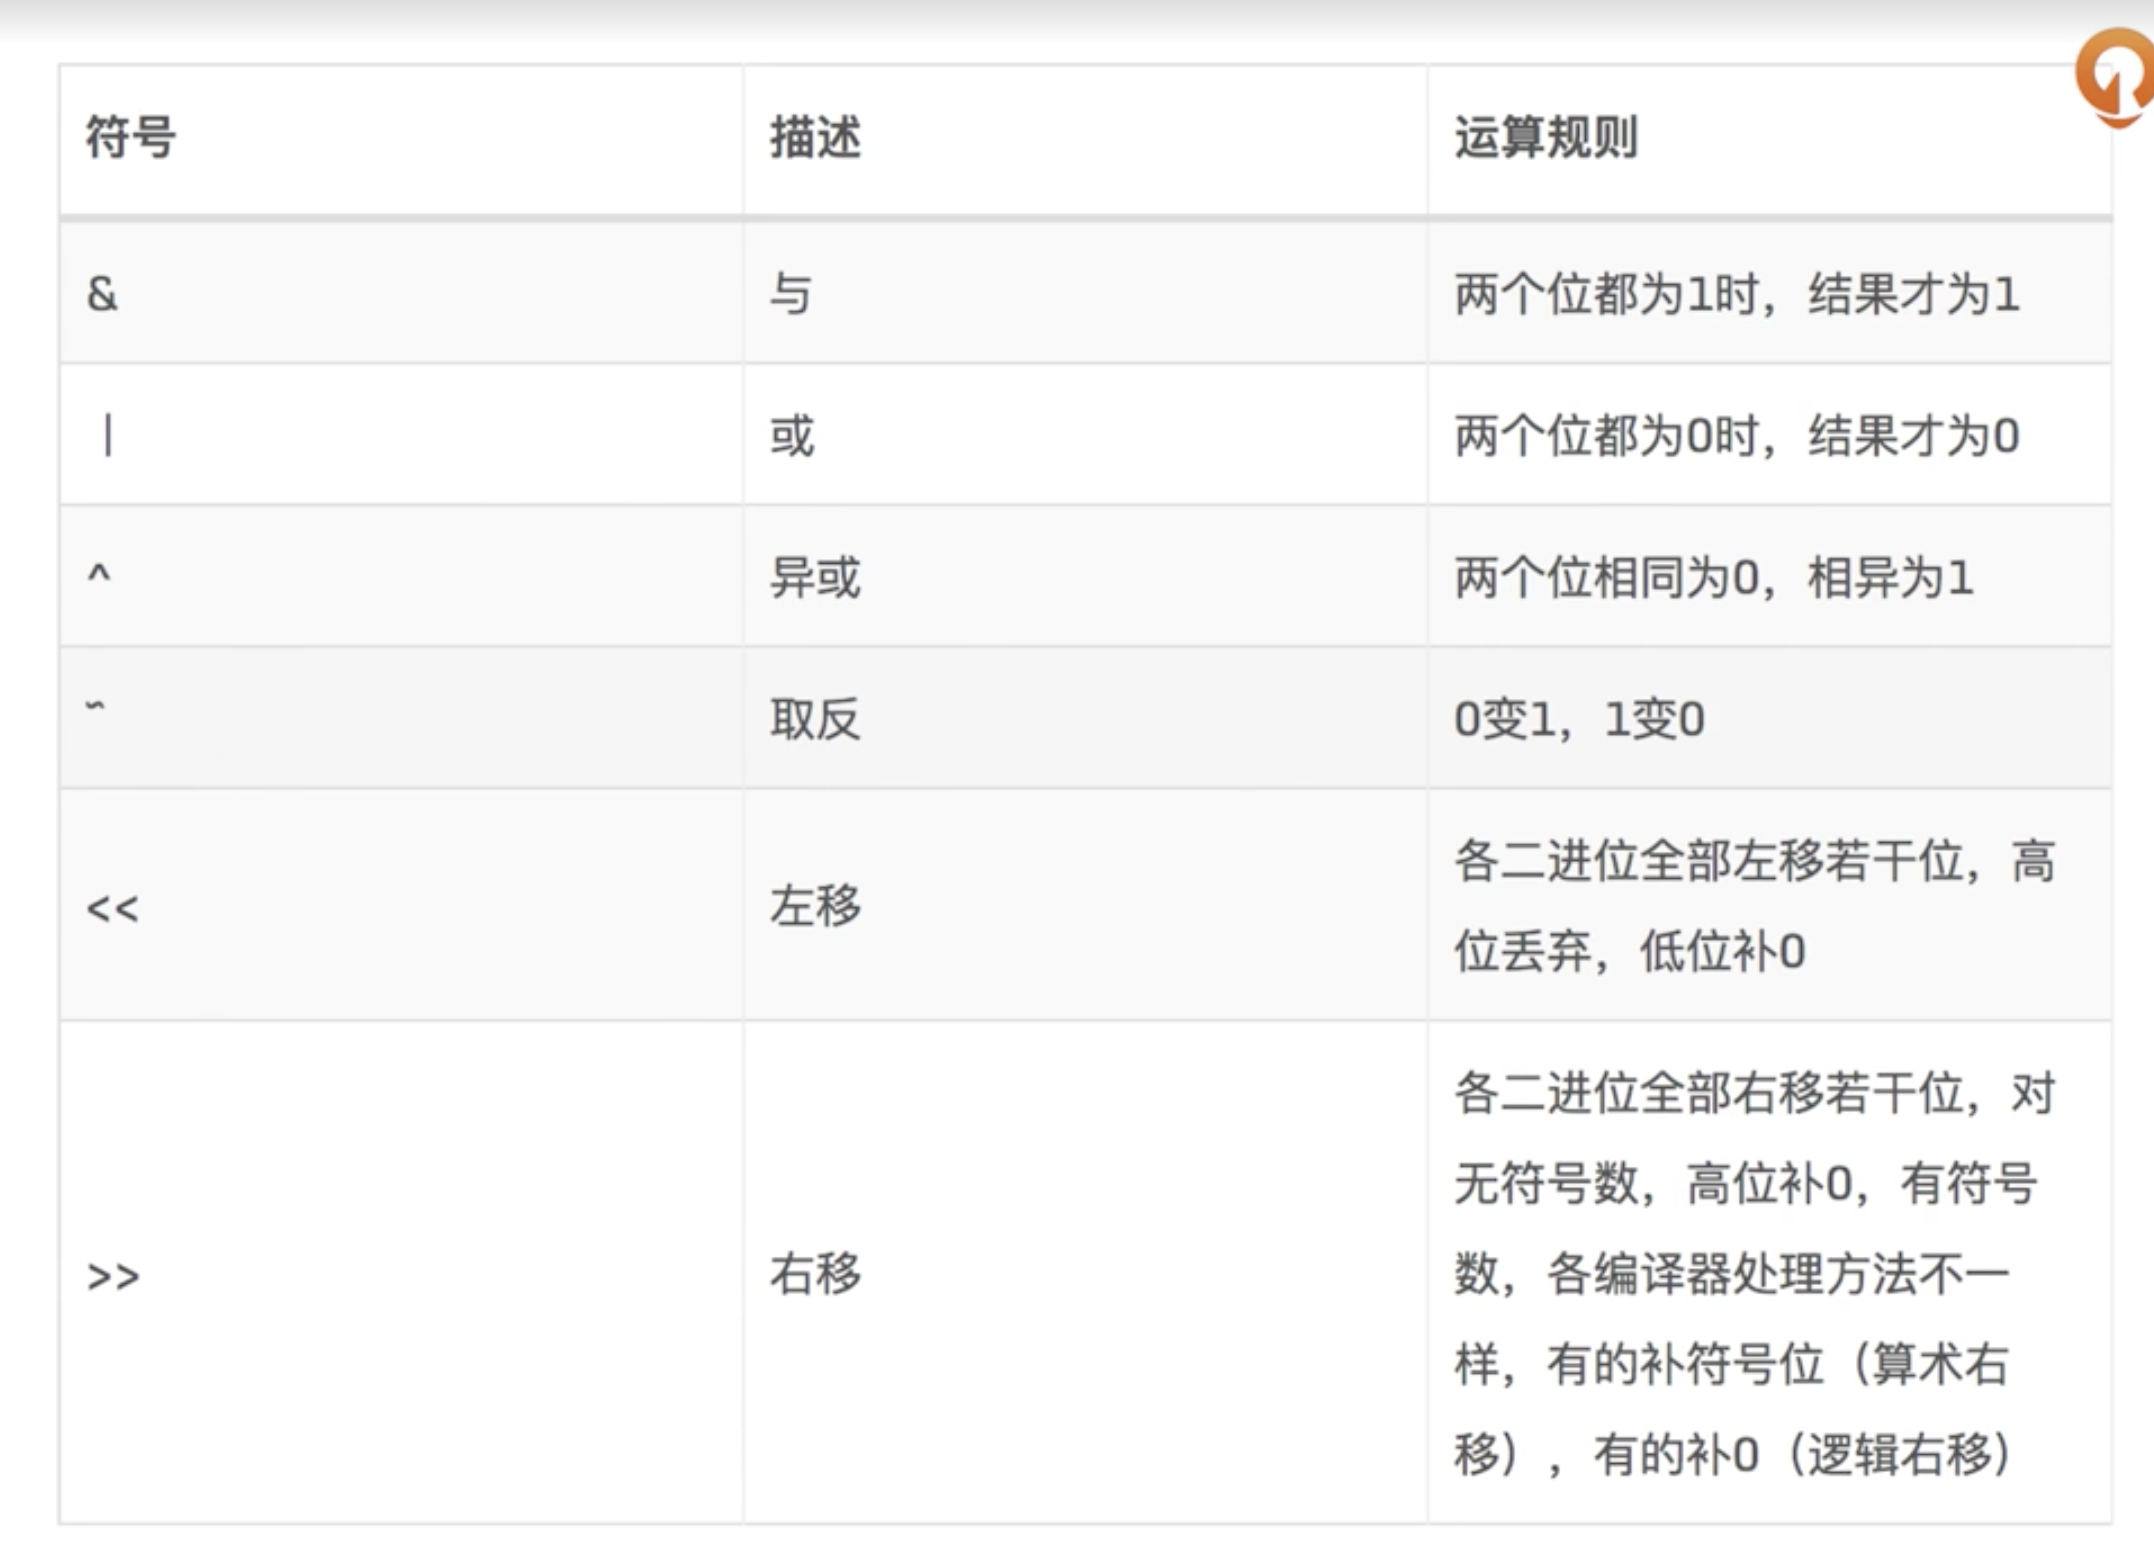 符号 描述 运算规则
& 与 两个位都为1时，结果才为1
| 或 两个位都为0时，结果才为0
^ 异或 两个位相同为0，相异为1
~ 取反 0变1，1变0
<< 左移 各二进位全部左移若干位，高
位丢弃，低位补0
>> 右移 各二进位全部右移若干位，对
无符号数，高位补0，有符号
数，各编译器处理方法不一
样，有的补符号位（算术右
移），有的补0（逻辑右移）